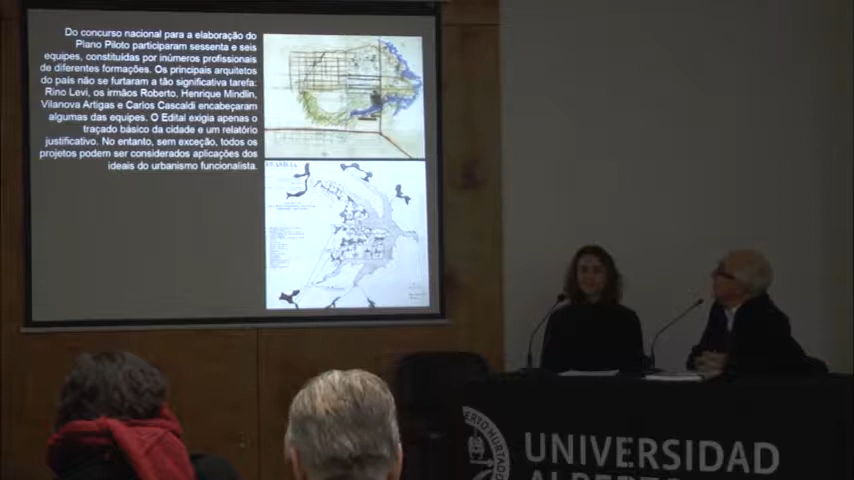 Do concurso nacional para a elaboração do
Plano Piloto participaram sessenta e seis
equipes, constituídas por inúmeros profissionais
de diferentes formações. Os principais arquitetos
do país não se furtaram a tão significativa tarefa:
Rino Levi, os irmãos Roberto, Henrique Mindlin,
Vilanova Artigas e Carlos Cascaldi encabeçaram
algumas das equipes. O Edital exigia apenas o
traçado básico da cidade e um relatório
justificativo. No entanto, sem exceção, todos os
projetos podem ser considerados aplicações dos
ideais do urbanismo funcionalista.
UNIVERSIDAD
ALBERTO